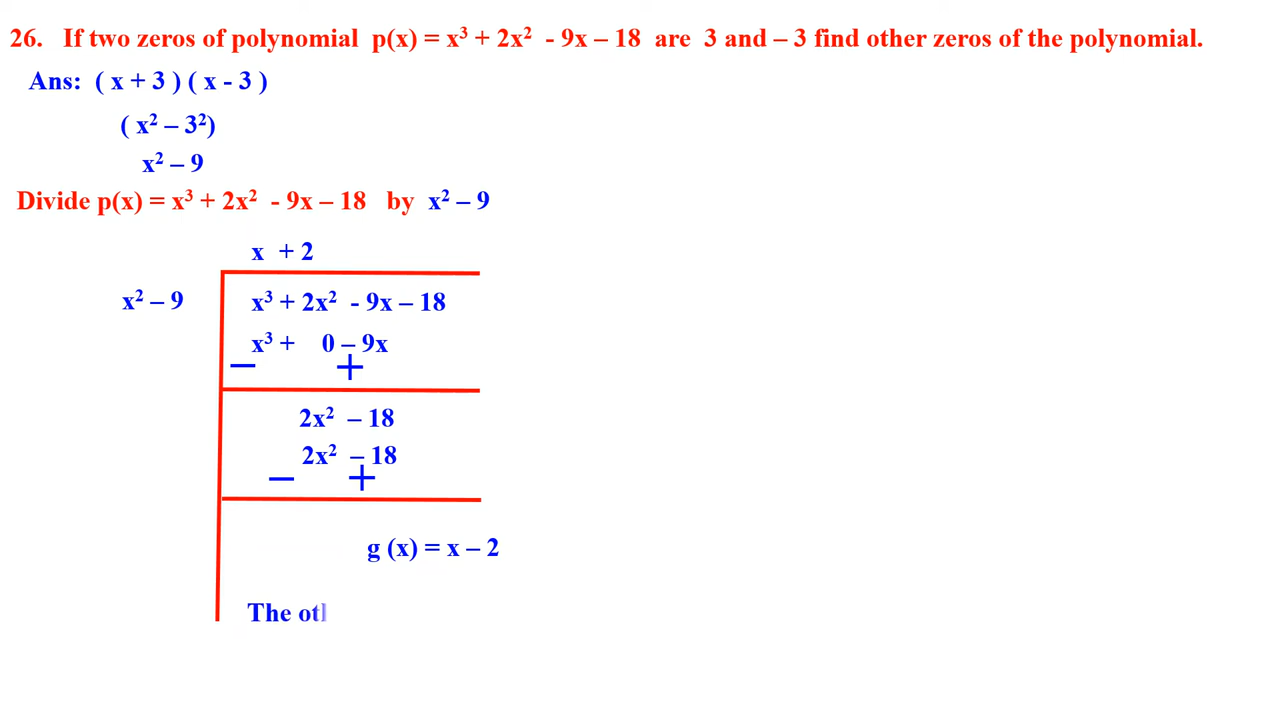 26. If two zeros of polynomial p(x) = x³ + 2x² - 9x – 18 are 3 and – 3 find other zeros of the polynomial.
Ans: ( x + 3 ) ( x - 3 )
( x² – 3²)
x² – 9
Divide p(x) = x³ + 2x² - 9x – 18 by x² – 9
x + 2
x² – 9 x³ + 2x² - 9x – 18
x³ + 0 – 9x
– +
2x² – 18
2x² – 18
– +
g (x) = x – 2
The